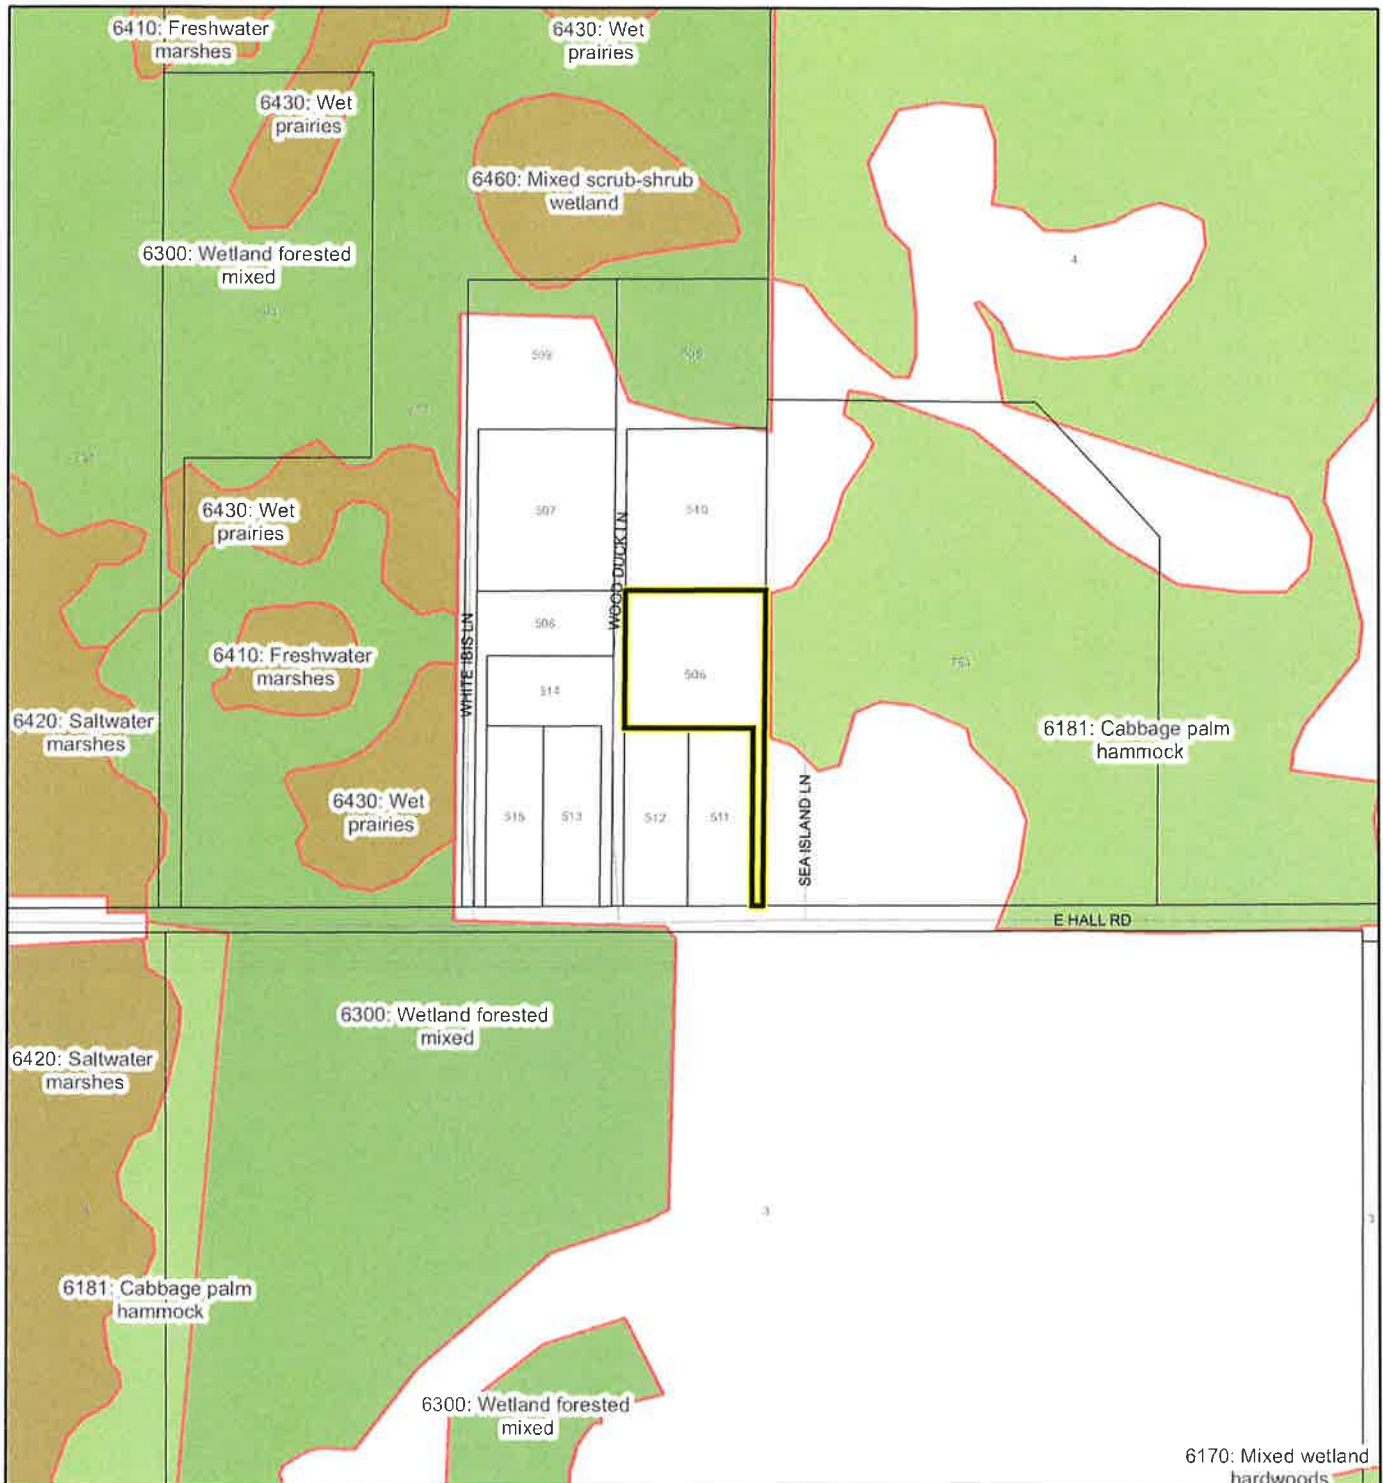 6410: Freshwater
marshes
6430: Wet
prairies
6430: Wet
prairies
6460: Mixed scrub-shrub
wetland
6300: Wetland forested
mixed
4
509
507
510
6430: Wet
prairies
WOOD DUCK LN
WHITE IBIS LN
506
514
6410: Freshwater
marshes
6420: Saltwater
marshes
6181: Cabbage palm
hammock
6430: Wet
prairies
515
513
512
511
SEA ISLAND LN
E HALL RD
6300: Wetland forested
mixed
6420: Saltwater
marshes
3
3
6181: Cabbage palm
hammock
6300: Wetland forested
mixed
6170: Mixed wetland
hardwoods